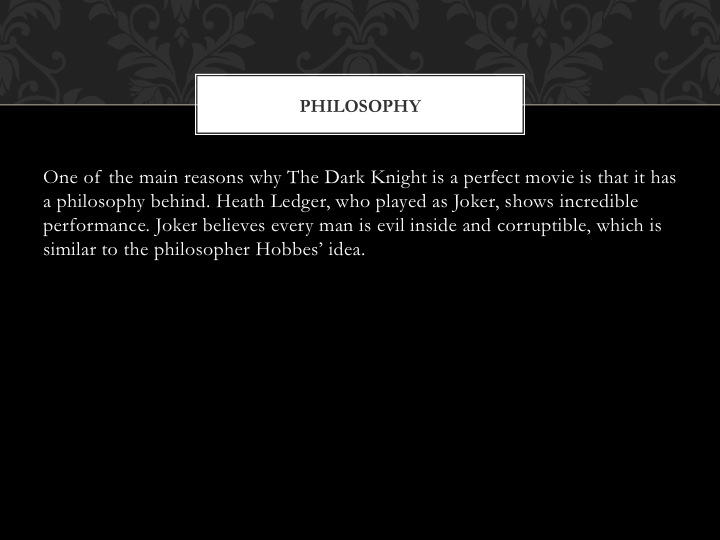 PHILOSOPHY
One of the main reasons why The Dark Knight is a perfect movie is that it has
a philosophy behind. Heath Ledger, who played as Joker, shows incredible
performance. Joker believes every man is evil inside and corruptible, which is
similar to the philosopher Hobbes’ idea.